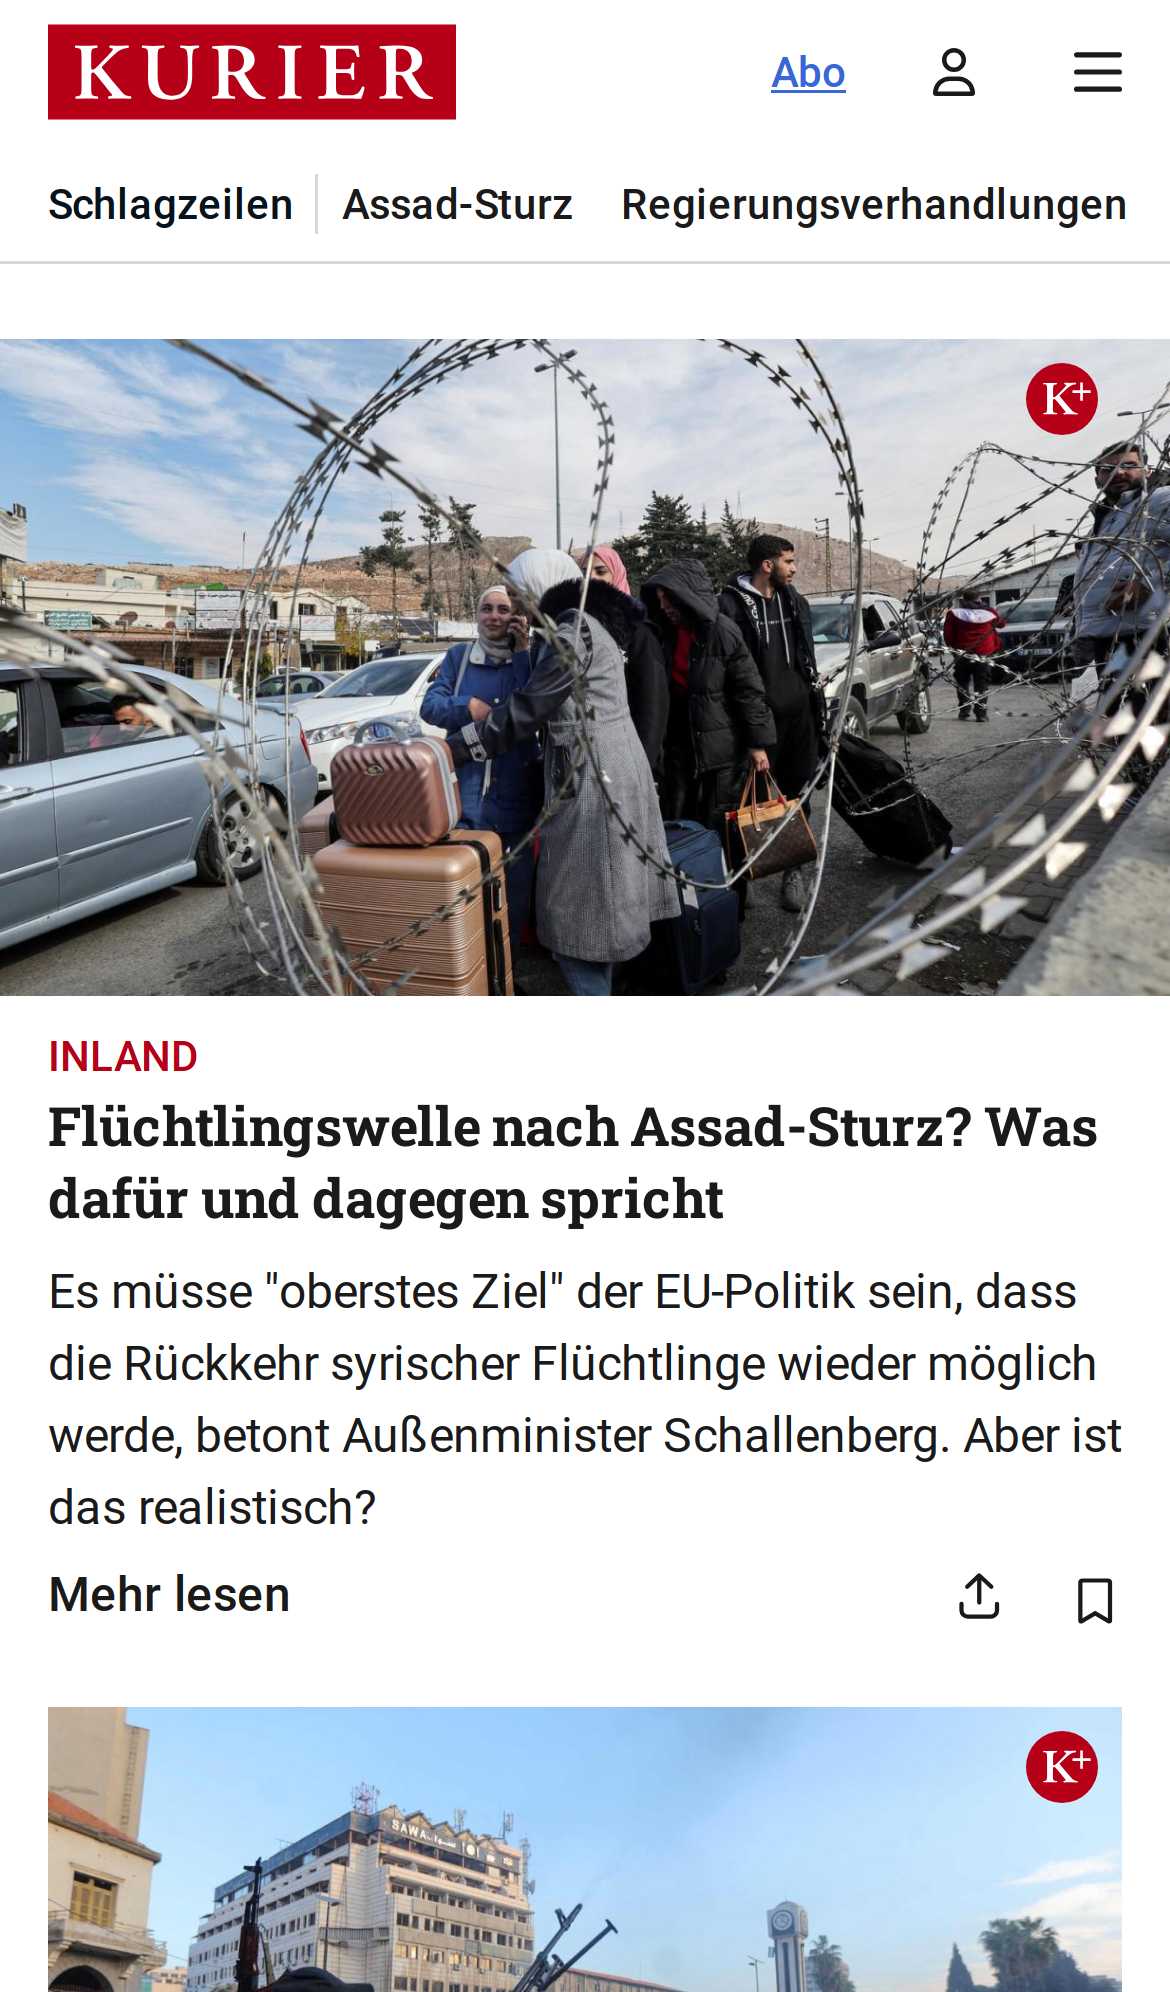 KURIER
Abo
Schlagzeilen
Assad-Sturz
Regierungsverhandlungen
K+
INLAND
Flüchtlingswelle nach Assad-Sturz? Was
dafür und dagegen spricht
Es müsse "oberstes Ziel" der EU-Politik sein, dass
die Rückkehr syrischer Flüchtlinge wieder möglich
werde, betont Außenminister Schallenberg. Aber ist
das realistisch?
Mehr lesen
K+
SAWA